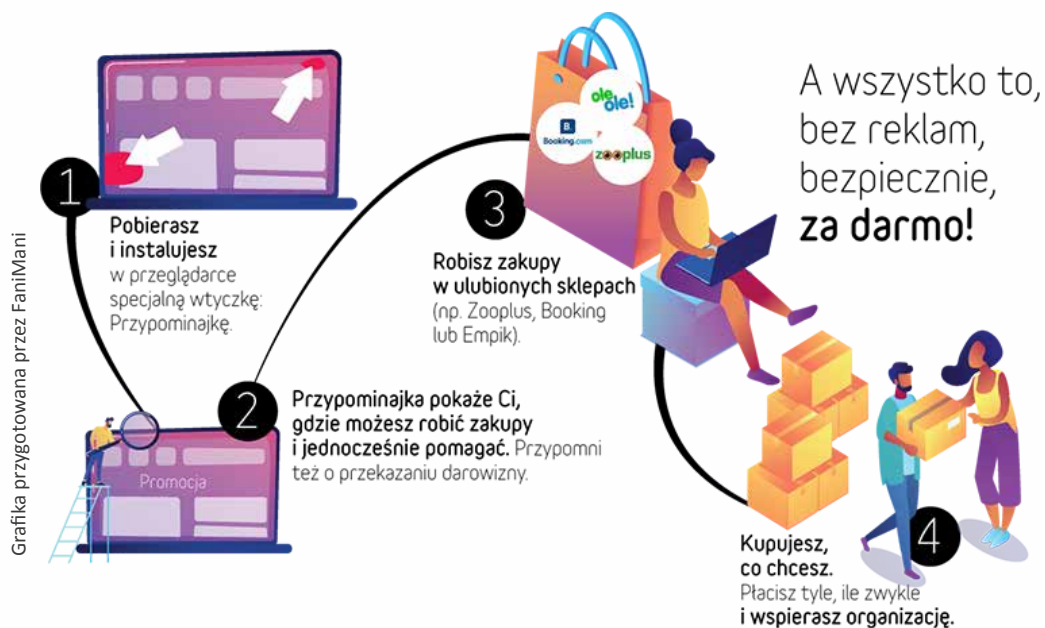 1
Pobierasz
i instalujesz
w przeglądarce
specjalną wtyczkę:
Przypominajkę.
2
Przypominajka pokaże Ci,
gdzie możesz robić zakupy
i jednocześnie pomagać. Przypomni
też o przekazaniu darowizny.
Promocja
3
Robisz zakupy
w ulubionych sklepach
(np. Zooplus, Booking
lub Empik).
ole
ole!
B.
Booking.com
zooplus
A wszystko to,
bez reklam,
bezpiecznie,
za darmo!
4
Kupujesz,
co chcesz.
Płacisz tyle, ile zwykle
i wspierasz organizację.
Grafika przygotowana przez FaniMani